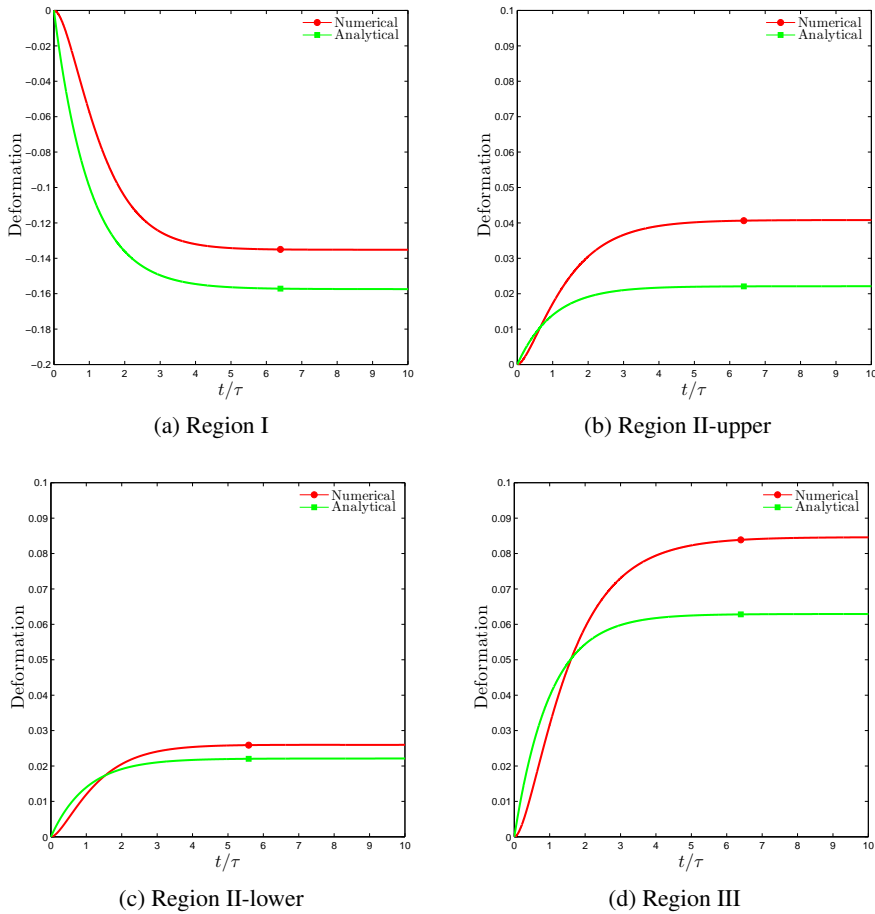 0
-0.02
-0.04
-0.06
-0.08
-0.1
-0.12
-0.14
-0.16
-0.18
-0.2
Deformation
0 1 2 3 4 5 6 7 8 9 10
t/τ
Numerical
Analytical
(a) Region I
0.1
0.09
0.08
0.07
0.06
0.05
0.04
0.03
0.02
0.01
0
Deformation
0 1 2 3 4 5 6 7 8 9 10
t/τ
Numerical
Analytical
(b) Region II-upper
0.1
0.09
0.08
0.07
0.06
0.05
0.04
0.03
0.02
0.01
0
Deformation
0 1 2 3 4 5 6 7 8 9 10
t/τ
Numerical
Analytical
(c) Region II-lower
0.1
0.09
0.08
0.07
0.06
0.05
0.04
0.03
0.02
0.01
0
Deformation
0 1 2 3 4 5 6 7 8 9 10
t/τ
Numerical
Analytical
(d) Region III